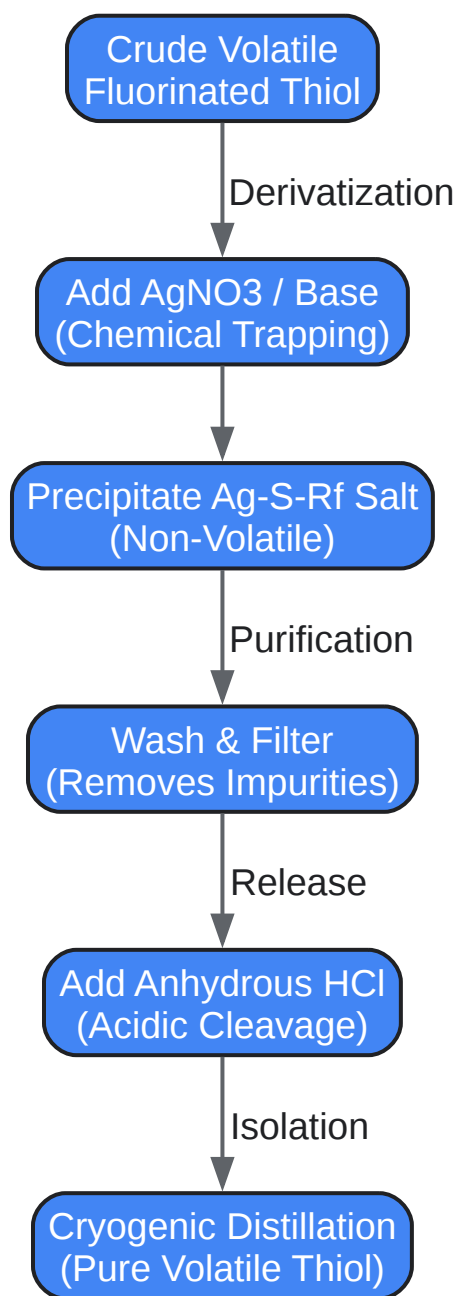 Crude Volatile
Fluorinated Thiol
Derivatization
Add AgNO3 / Base
(Chemical Trapping)
Precipitate Ag-S-Rf Salt
(Non-Volatile)
Purification
Wash & Filter
(Removes Impurities)
Release
Add Anhydrous HCl
(Acidic Cleavage)
Isolation
Cryogenic Distillation
(Pure Volatile Thiol)